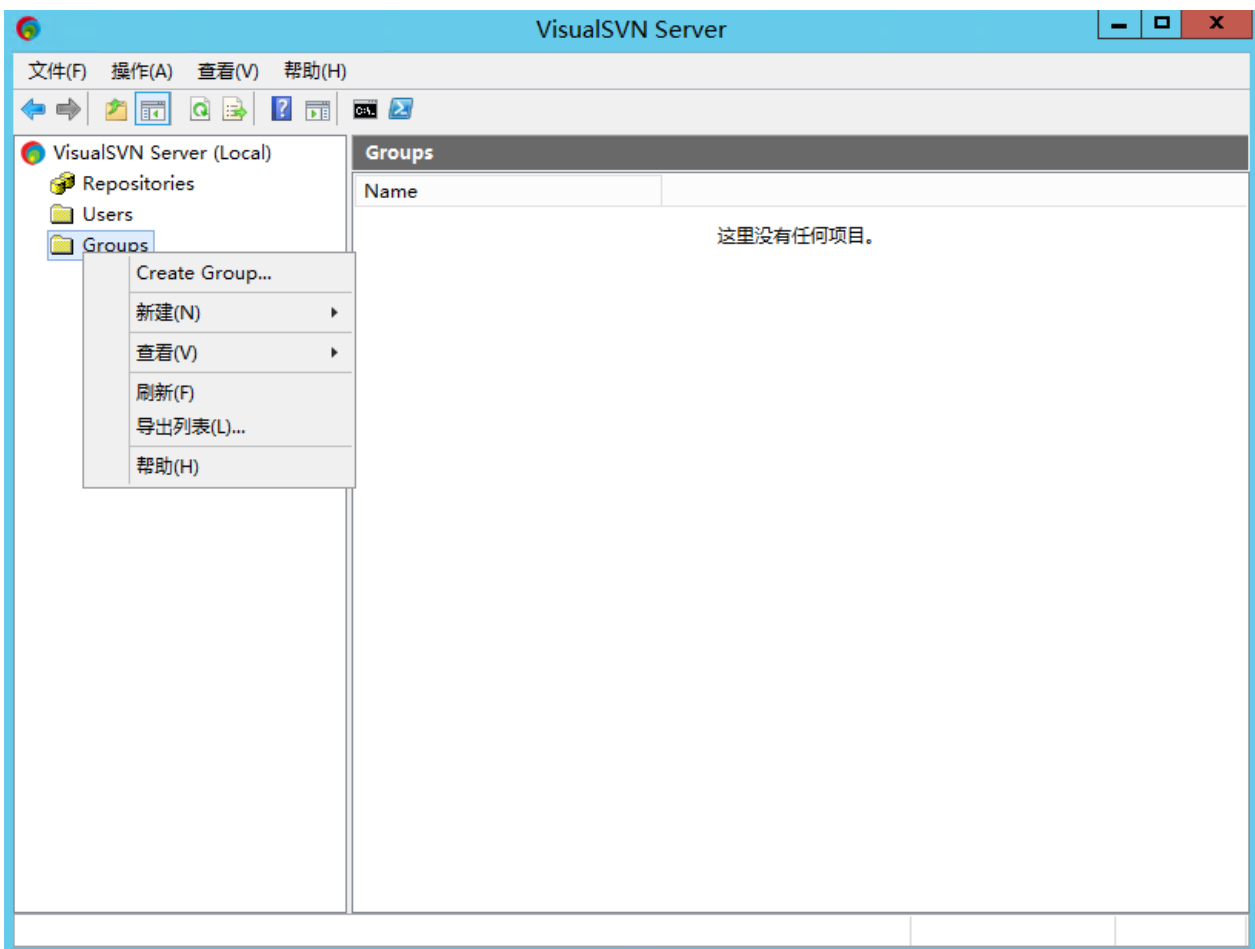 VisualSVN Server
文件(F) 操作(A) 查看(V) 帮助(H)
VisualSVN Server (Local)
Repositories
Users
Groups
Create Group...
新建(N)
查看(V)
刷新(F)
导出列表(L)...
帮助(H)
Groups
Name
这里没有任何项目。